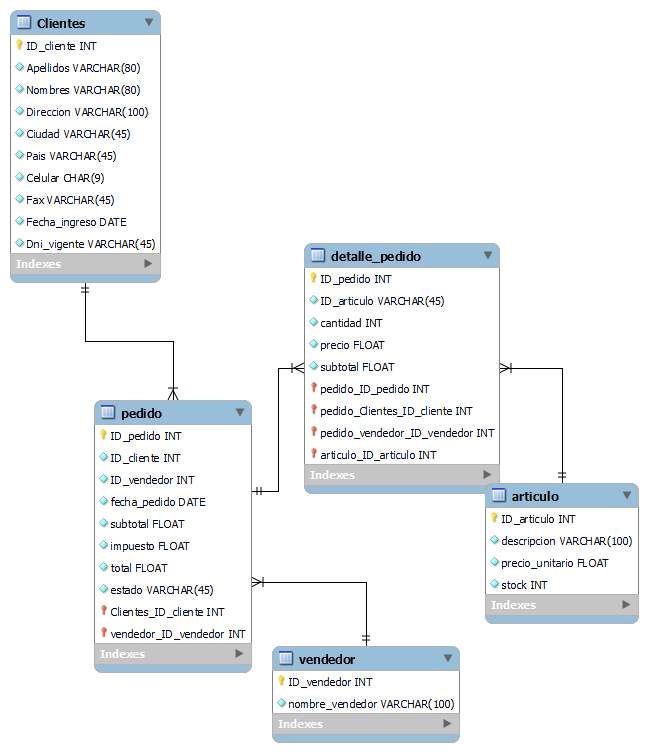 Clientes
ID_cliente INT
Apellidos VARCHAR(80)
Nombres VARCHAR(80)
Direccion VARCHAR(100)
Ciudad VARCHAR(45)
Pais VARCHAR(45)
Celular CHAR(9)
Fax VARCHAR(45)
Fecha_ingreso DATE
Dni_vigente VARCHAR(45)
Indexes
detalle_pedido
ID_pedido INT
ID_articulo VARCHAR(45)
cantidad INT
precio FLOAT
subtotal FLOAT
pedido_ID_pedido INT
pedido_Clientes_ID_cliente INT
pedido_vendedor_ID_vendedor INT
articulo_ID_articulo INT
Indexes
pedido
ID_pedido INT
ID_cliente INT
ID_vendedor INT
fecha_pedido DATE
subtotal FLOAT
impuesto FLOAT
total FLOAT
estado VARCHAR(45)
Clientes_ID_cliente INT
vendedor_ID_vendedor INT
Indexes
articulo
ID_articulo INT
descripcion VARCHAR(100)
precio_unitario FLOAT
stock INT
Indexes
vendedor
ID_vendedor INT
nombre_vendedor VARCHAR(100)
Indexes